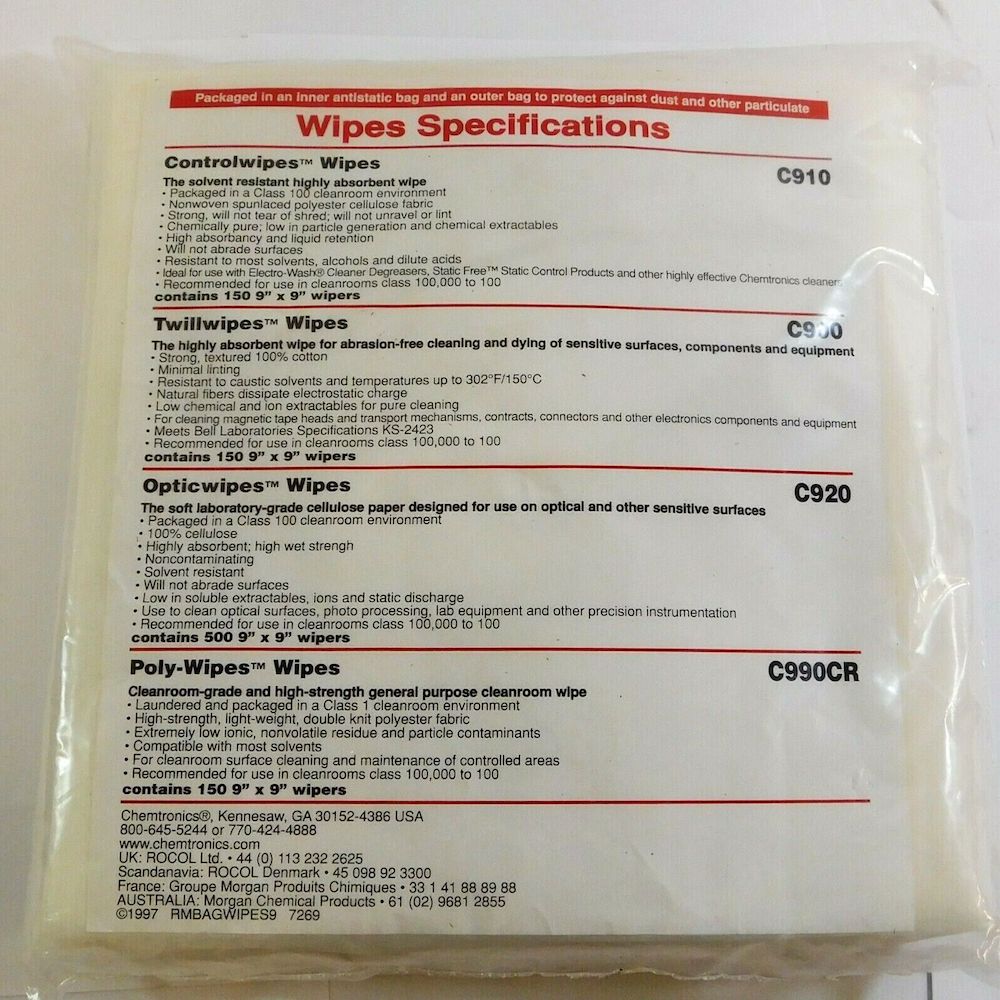 Packaged in an inner antistatic bag and an outer bag to protect against dust and other particulate
Wipes Specifications
Controlwipes™ Wipes C910
The solvent resistant highly absorbent wipe
• Packaged in a Class 100 cleanroom environment
• Nonwoven spunlaced polyester cellulose fabric
• Strong, will not tear of shred; will not unravel or lint
• Chemically pure; low in particle generation and chemical extractables
• High absorbancy and liquid retention
• Will not abrade surfaces
• Resistant to most solvents, alcohols and dilute acids
• Ideal for use with Electro-Wash® Cleaner Degreasers, Static Free™ Static Control Products and other highly effective Chemtronics cleaners
• Recommended for use in cleanrooms class 100,000 to 100
contains 150 9” x 9” wipers
Twillwipes™ Wipes
The highly absorbent wipe for abrasion-free cleaning and dying of sensitive surfaces, components and equipment
• Strong, textured 100% cotton
• Minimal linting
• Resistant to caustic solvents and temperatures up to 302°F/150°C
• Natural fibers dissipate electrostatic charge
• Low chemical and ion extractables for pure cleaning
• For cleaning magnetic tape heads and transport mechanisms, contracts, connectors and other electronics components and equipment
• Meets Bell Laboratories Specifications KS-2423
• Recommended for use in cleanrooms class 100,000 to 100
contains 150 9” x 9” wipers
Opticwipes™ Wipes C920
The soft laboratory-grade cellulose paper designed for use on optical and other sensitive surfaces
• Packaged in a Class 100 cleanroom environment
• 100% cellulose
• Highly absorbent; high wet strengh
• Noncontaminating
• Solvent resistant
• Will not abrade surfaces
• Low in soluble extractables, ions and static discharge
• Use to clean optical surfaces, photo processing, lab equipment and other precision instrumentation
• Recommended for use in cleanrooms class 100,000 to 100
contains 500 9” x 9” wipers
Poly-Wipes™ Wipes C990CR
Cleanroom-grade and high-strength general purpose cleanroom wipe
• Laundered and packaged in a Class 1 cleanroom environment
• High-strength, light-weight, double knit polyester fabric
• Extremely low ionic, nonvolatile residue and particle contaminants
• Compatible with most solvents
• For cleanroom surface cleaning and maintenance of controlled areas
• Recommended for use in cleanrooms class 100,000 to 100
contains 150 9” x 9” wipers
Chemtronics®, Kennesaw, GA 30152-4386 USA
800-645-5244 or 770-424-4888
www.chemtronics.com
UK: ROCOL Ltd. • 44 (0) 113 232 2625
Scandanavia: ROCOL Denmark • 45 098 92 3300
France: Groupe Morgan Produits Chimiques • 33 1 41 88 89 88
AUSTRALIA: Morgan Chemical Products • 61 (02) 9681 2855
©1997 RMBAGWIPES9 7269